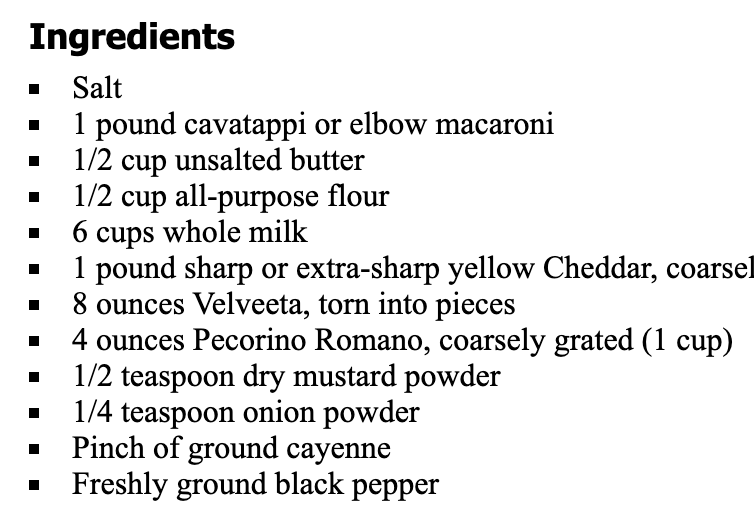 Ingredients
Salt
1 pound cavatappi or elbow macaroni
1/2 cup unsalted butter
1/2 cup all-purpose flour
6 cups whole milk
1 pound sharp or extra-sharp yellow Cheddar,
8 ounces Velveeta, torn into pieces
4 ounces Pecorino Romano, coarsely grated (1 cup)
1/2 teaspoon dry mustard powder
1/4 teaspoon onion powder
Pinch of ground cayenne
Freshly ground black pepper